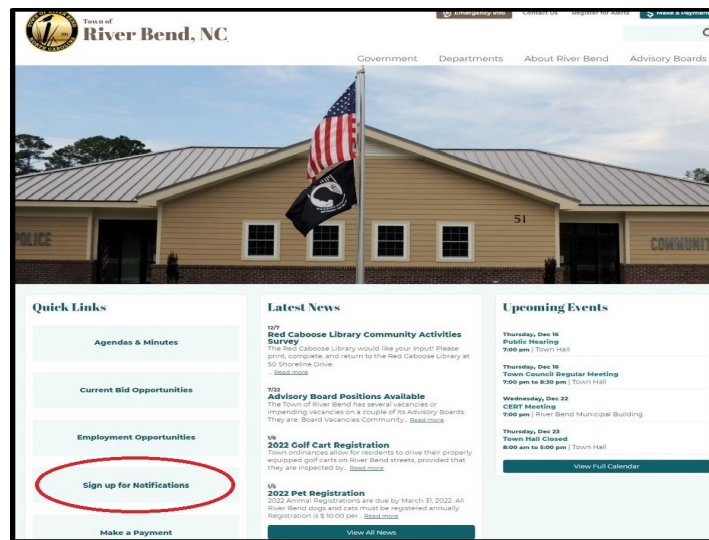 Town of
River Bend, NC
Emergency Info
Contact Us
Register for Alerts
$ Make a Payment
Government
Departments
About River Bend
Advisory Boards
POLICE
51
COMMUNIT
Quick Links
Agendas & Minutes
Current Bid Opportunities
Employment Opportunities
Sign up for Notifications
Make a Payment
Latest News
12/7
Red Caboose Library Community Activities
Survey
The Red Caboose Library would like your input! Please
print, complete, and return to the Red Caboose Library at
50 Shoreline Drive.
... Read more
7/22
Advisory Board Positions Available
The Town of River Bend has several vacancies or
impending vacancies on a couple of its Advisory Boards.
They are: Board Vacancies Community... Read more
1/6
2022 Golf Cart Registration
Town ordinances allow for residents to drive their properly
equipped golf carts on River Bend streets, provided that
they are inspected by... Read more
1/5
2022 Pet Registration
2022 Animal Registrations are due by March 31, 2022. All
River Bend dogs and cats must be registered annually.
Registration is $ 10.00 per... Read more
View All News
Upcoming Events
Thursday, Dec 16
Public Hearing
7:00 pm | Town Hall
Thursday, Dec 16
Town Council Regular Meeting
7:00 pm to 8:30 pm | Town Hall
Wednesday, Dec 22
CERT Meeting
7:00 pm | River Bend Municipal Building
Thursday, Dec 23
Town Hall Closed
8:00 am to 5:00 pm | Town Hall
View Full Calendar